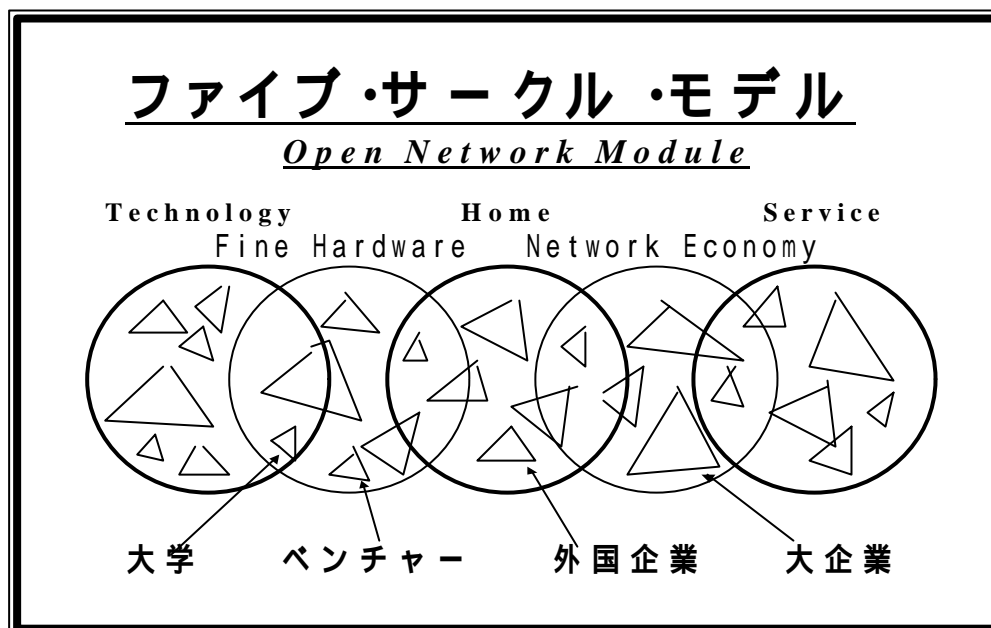 ファイブ・サークル・モデル
Open Network Module
Technology Home Service
Fine Hardware Network Economy
大学 ベンチャー 外国企業 大企業